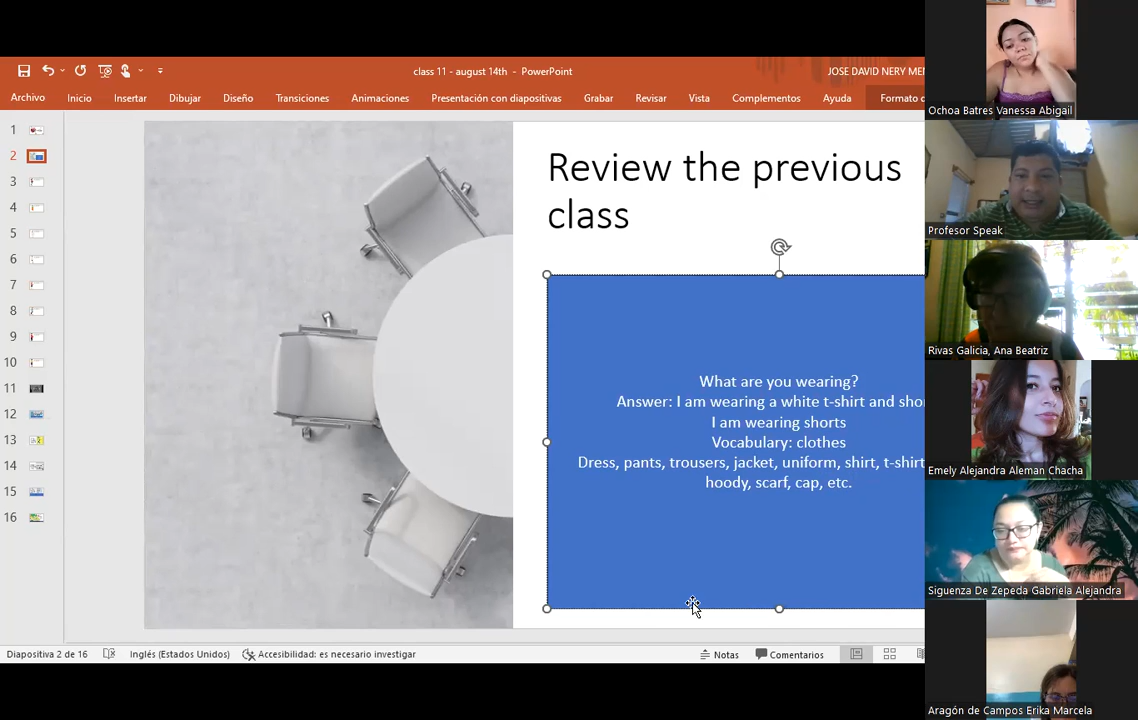 class 11 - august 14th - PowerPoint
JOSE DAVID NERY MEN
Archivo
Inicio
Insertar
Dibujar
Diseño
Transiciones
Animaciones
Presentación con diapositivas
Grabar
Revisar
Vista
Complementos
Ayuda
Formato d
1
2
3
4
5
6
7
8
9
10
11
12
13
14
15
16
Review the previous
class
What are you wearing?
Answer: I am wearing a white t-shirt and sho
I am wearing shorts
Vocabulary: clothes
Dress, pants, trousers, jacket, uniform, shirt, t-shirt
hoody, scarf, cap, etc.
Diapositiva 2 de 16
Inglés (Estados Unidos)
Accesibilidad: es necesario investigar
Notas
Comentarios
Ochoa Batres Vanessa Abigail
Profesor Speak
Rivas Galicia, Ana Beatriz
Emely Alejandra Aleman Chacha
Siguenza De Zepeda Gabriela Alejandra
Aragón de Campos Erika Marcela